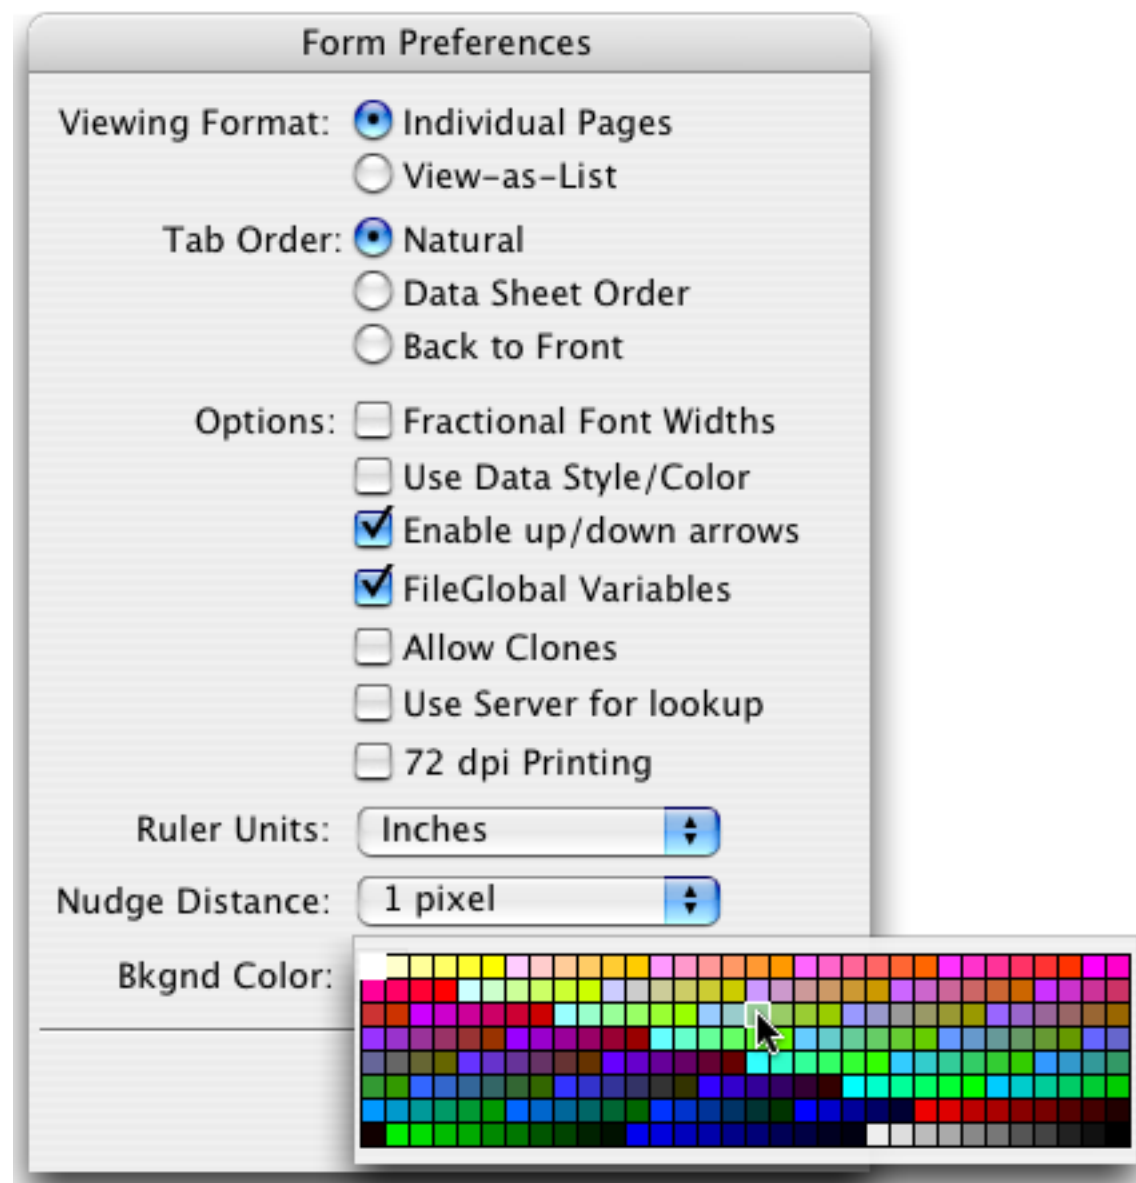 Form Preferences
Viewing Format: Individual Pages
View-as-List
Tab Order: Natural
Data Sheet Order
Back to Front
Options: Fractional Font Widths
Use Data Style/Color
Enable up/down arrows
FileGlobal Variables
Allow Clones
Use Server for lookup
72 dpi Printing
Ruler Units: Inches
Nudge Distance: 1 pixel
Bkgnd Color: